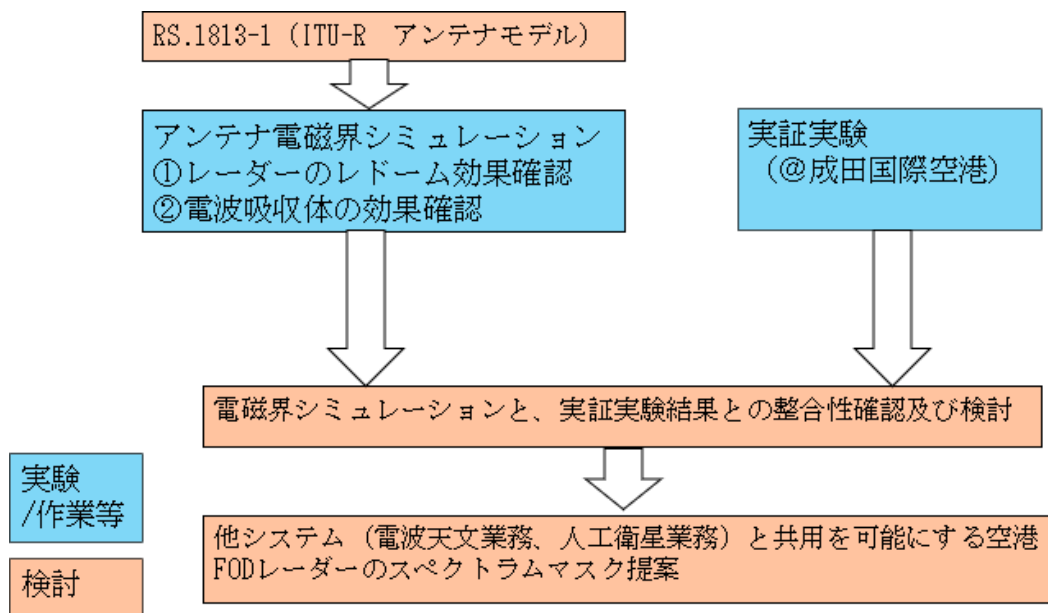 RS.1813-1（ITU-R　アンテナモデル）
アンテナ電磁界シミュレーション
①レーダーのレドーム効果確認
②電波吸収体の効果確認
実証実験
（@成田国際空港）
電磁界シミュレーションと、実証実験結果との整合性確認及び検討
他システム（電波天文業務、人工衛星業務）と共用を可能にする空港
FODレーダーのスペクトラムマスク提案
実験
/作業等
検討